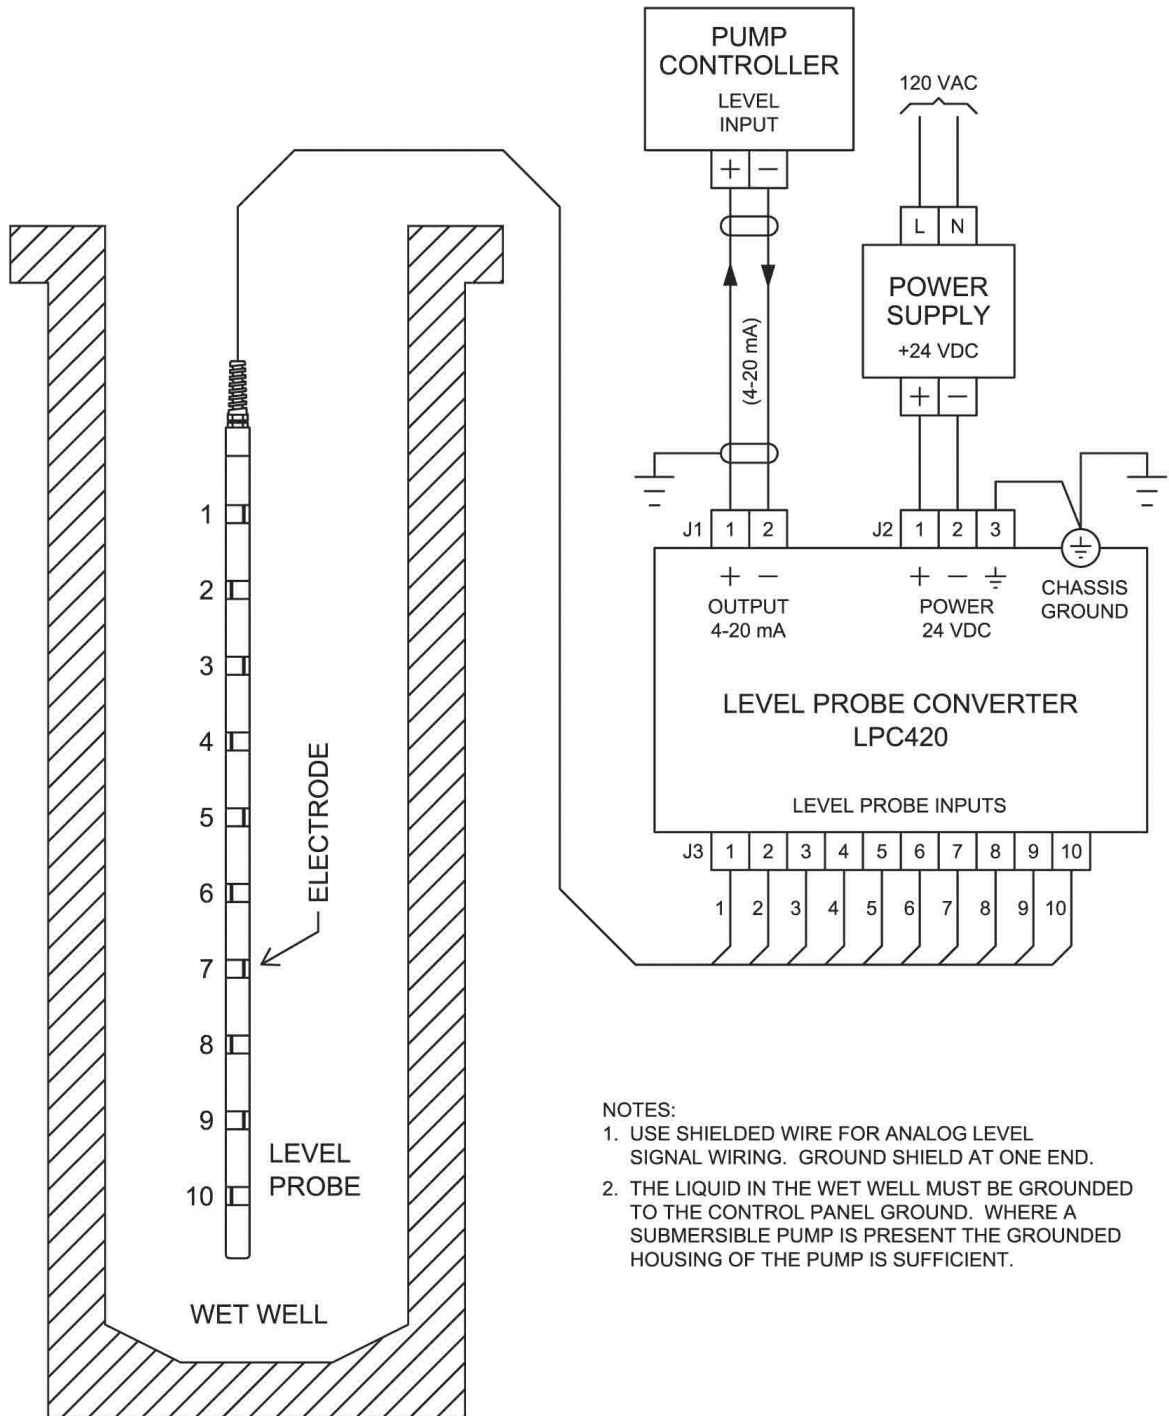 PUMP
CONTROLLER
LEVEL
INPUT
+ −
120 VAC
L N
POWER
SUPPLY
+24 VDC
+ −
(4-20 mA)
J1 1 2
J2 1 2 3
+ −
OUTPUT
4-20 mA
+ −
POWER
24 VDC
CHASSIS
GROUND
LEVEL PROBE CONVERTER
LPC420
LEVEL PROBE INPUTS
J3 1 2 3 4 5 6 7 8 9 10
1 2 3 4 5 6 7 8 9 10
1
2
3
4
5
6
7
8
9
10
ELECTRODE
LEVEL
PROBE
WET WELL
NOTES:
1. USE SHIELDED WIRE FOR ANALOG LEVEL
SIGNAL WIRING. GROUND SHIELD AT ONE END.
2. THE LIQUID IN THE WET WELL MUST BE GROUNDED
TO THE CONTROL PANEL GROUND. WHERE A
SUBMERSIBLE PUMP IS PRESENT THE GROUNDED
HOUSING OF THE PUMP IS SUFFICIENT.